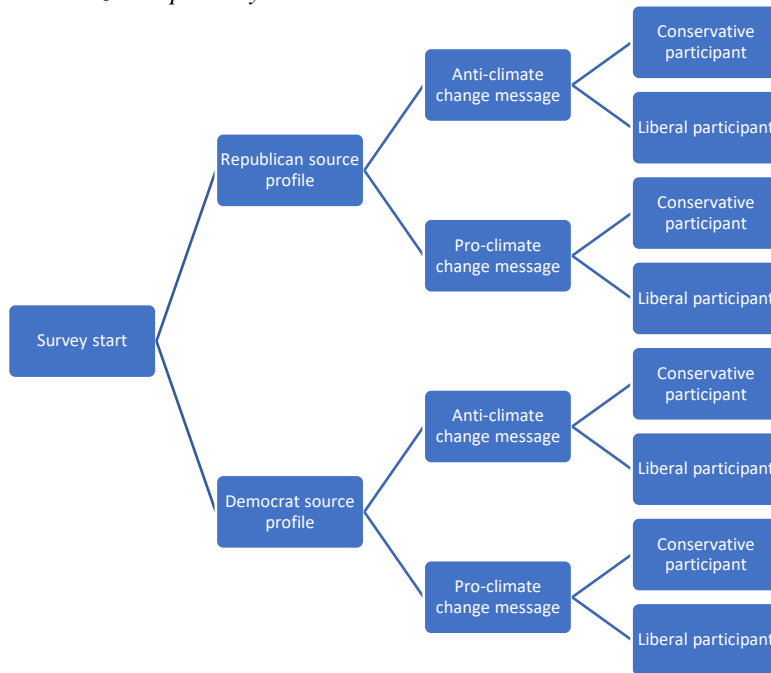 Conservative
participant
Anti-climate
change message
Liberal participant
Republican source
profile
Conservative
participant
Pro-climate
change message
Liberal participant
Survey start
Conservative
participant
Anti-climate
change message
Liberal participant
Democrat source
profile
Conservative
participant
Pro-climate
change message
Liberal participant